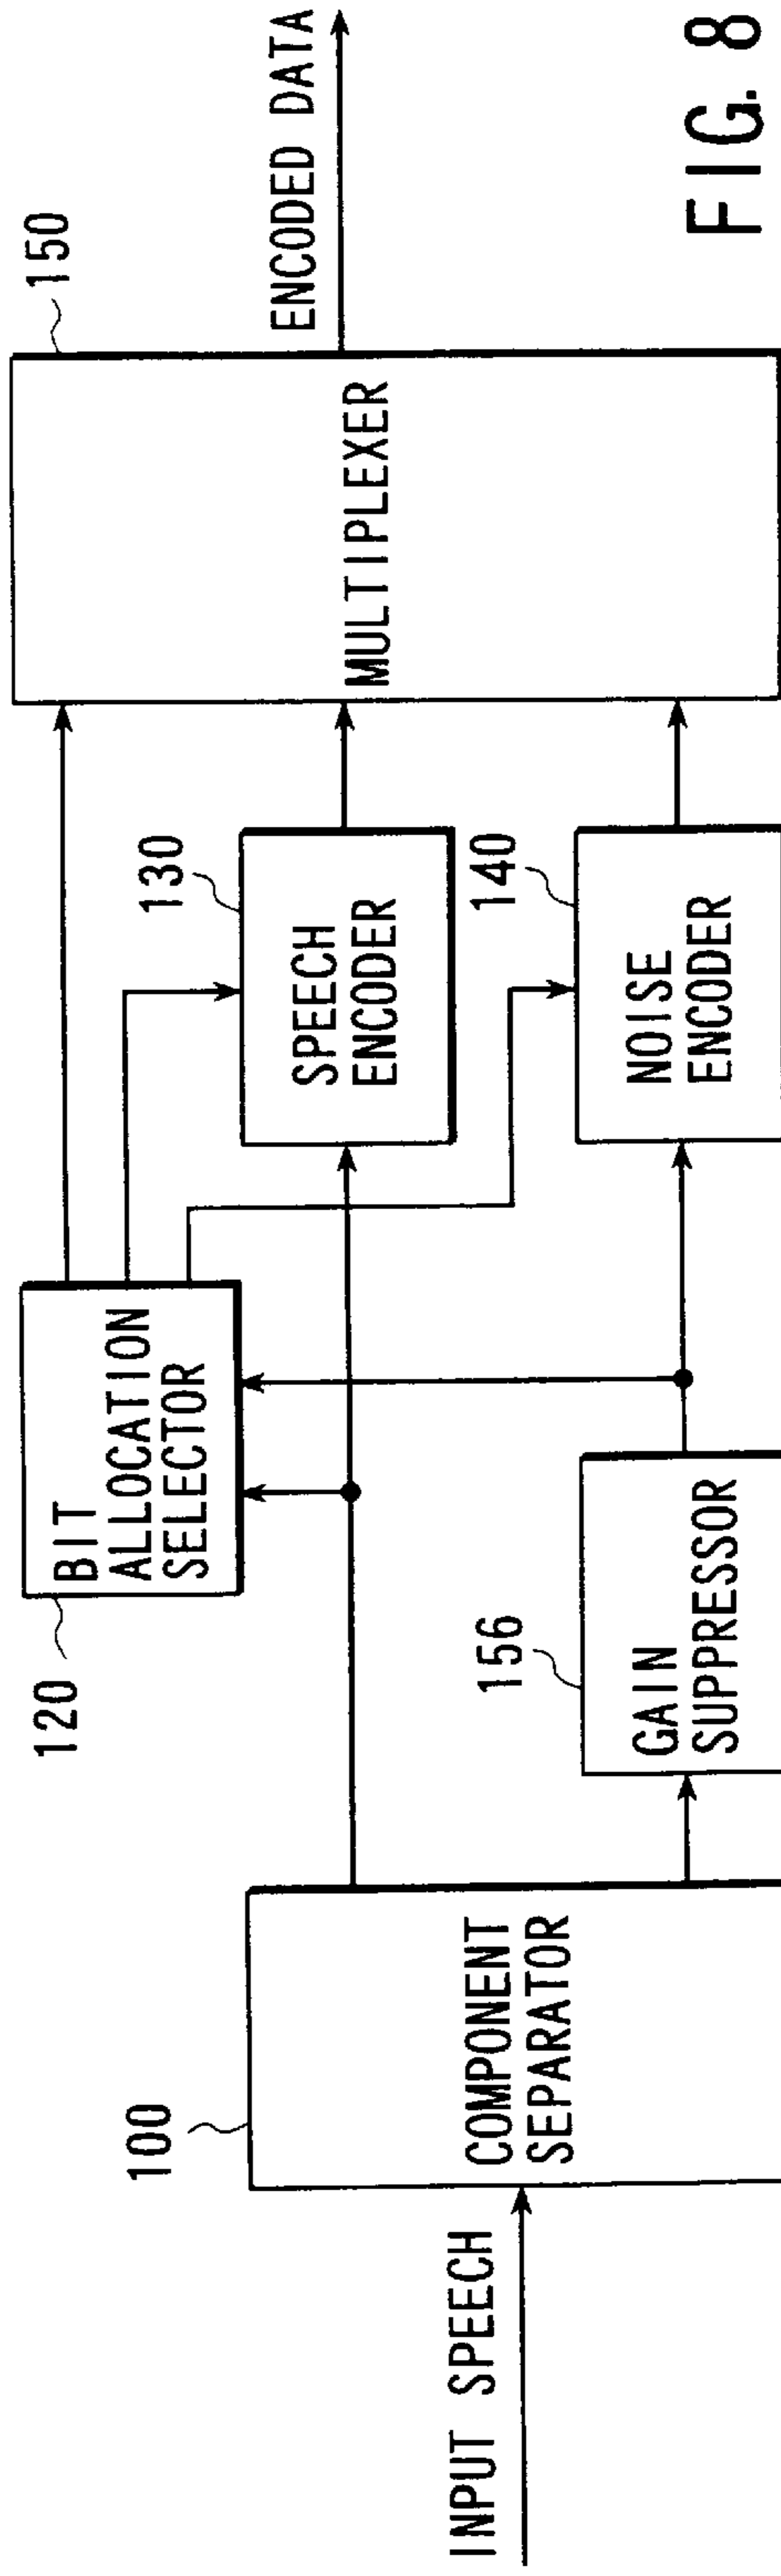 INPUT SPEECH
100
COMPONENT
SEPARATOR
120
BIT
ALLOCATION
SELECTOR
156
GAIN
SUPPRESSOR
130
SPEECH
ENCODER
140
NOISE
ENCODER
150
MULTIPLEXER
ENCODED DATA
FIG. 8